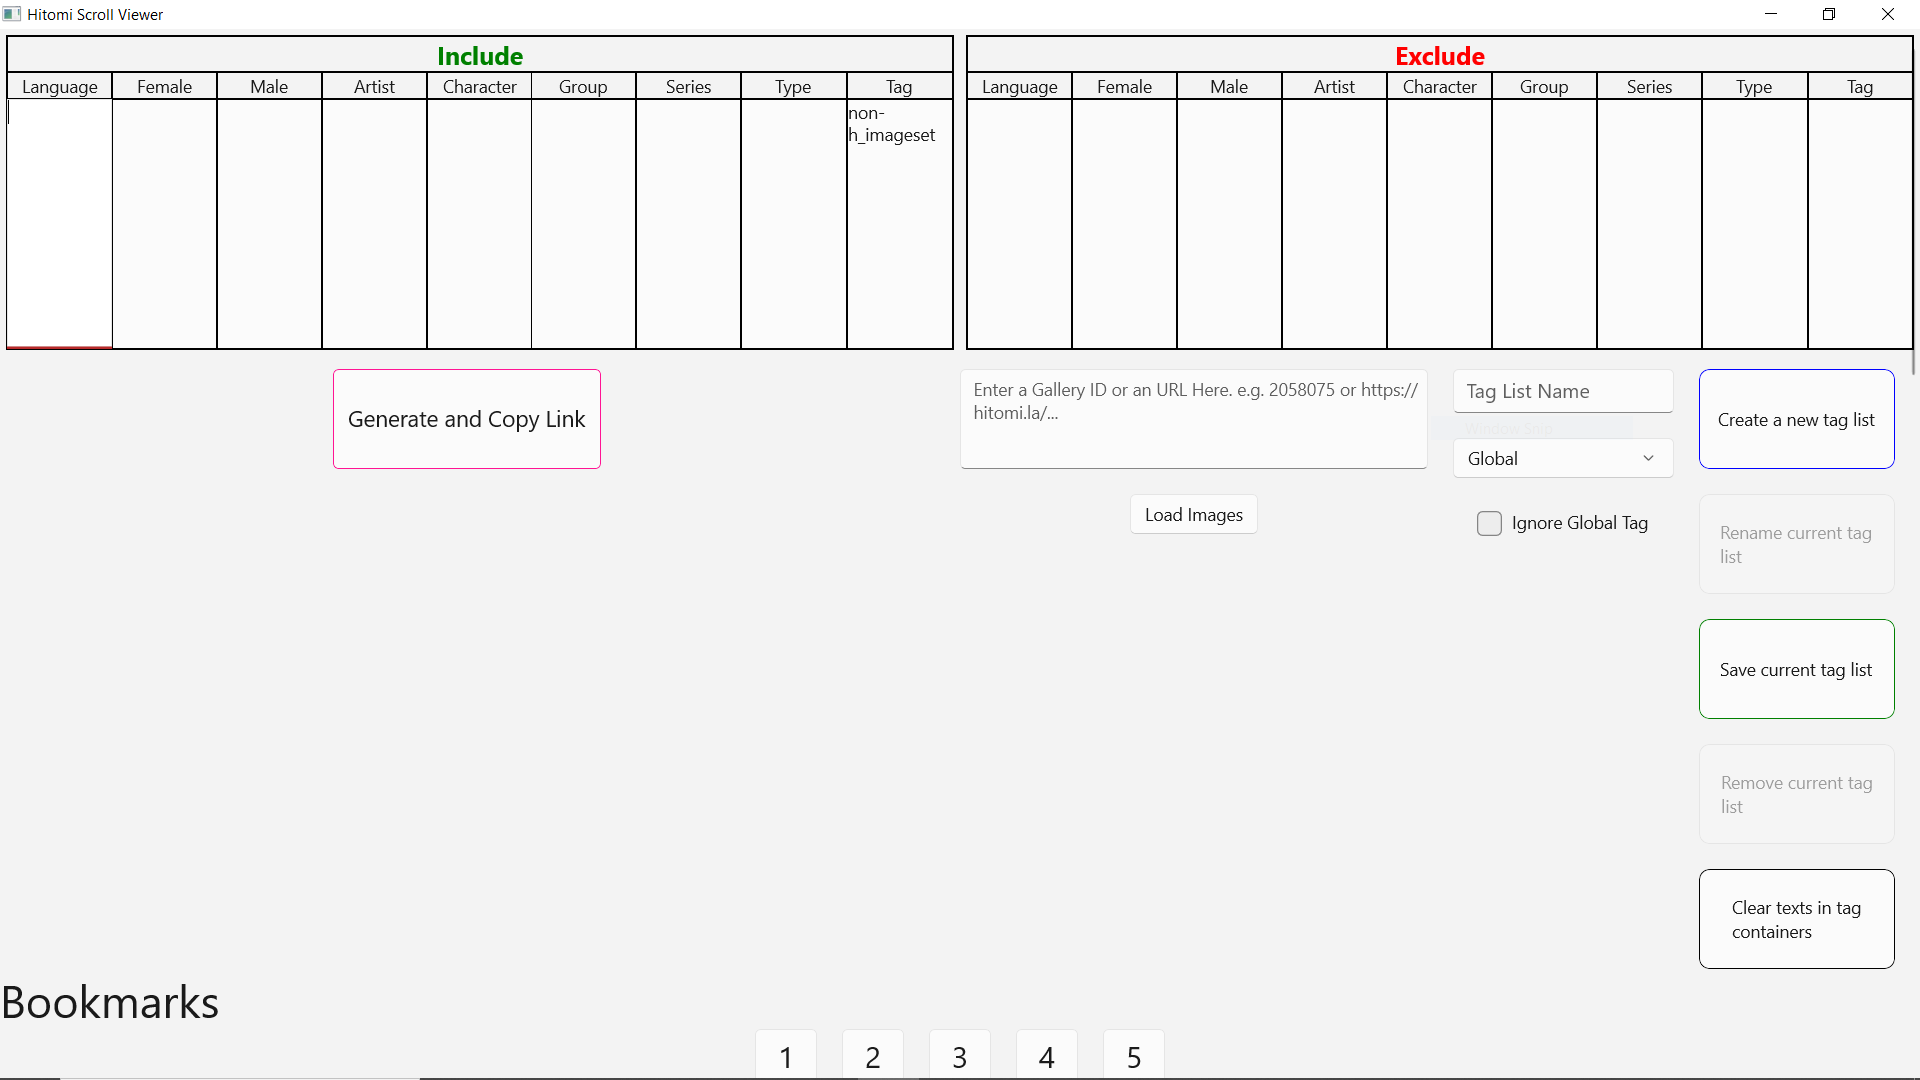 Hitomi Scroll Viewer
Include
Exclude
Language Female Male Artist Character Group Series Type Tag
Language Female Male Artist Character Group Series Type Tag
non-
h_imageset
Generate and Copy Link
Enter a Gallery ID or an URL Here. e.g. 2058075 or https://
hitomi.la/...
Load Images
Tag List Name
Global
Ignore Global Tag
Create a new tag list
Rename current tag
list
Save current tag list
Remove current tag
list
Clear texts in tag
containers
Bookmarks
1 2 3 4 5